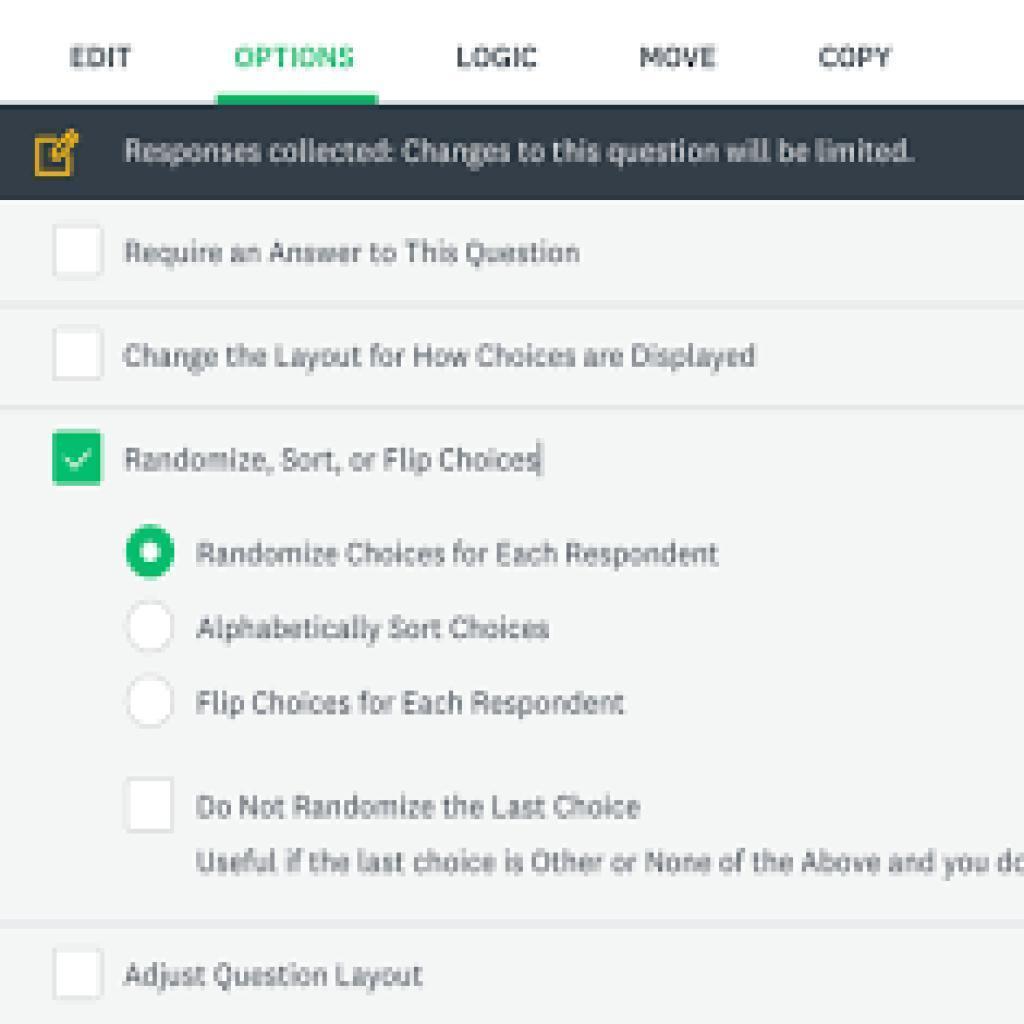 EDIT OPTIONS LOGIC MOVE COPY
Responses collected: Changes to this question will be limited.
Require an Answer to This Question
Change the Layout for How Choices are Displayed
Randomize, Sort, or Flip Choices
Randomize Choices for Each Respondent
Alphabetically Sort Choices
Flip Choices for Each Respondent
Do Not Randomize the Last Choice
Useful if the last choice is Other or None of the Above and you do
Adjust Question Layout